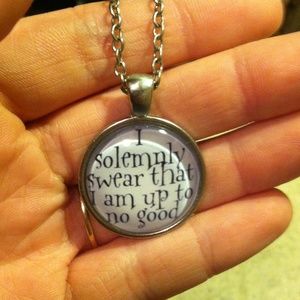 I
solemnly
swear that
I am up to
no good